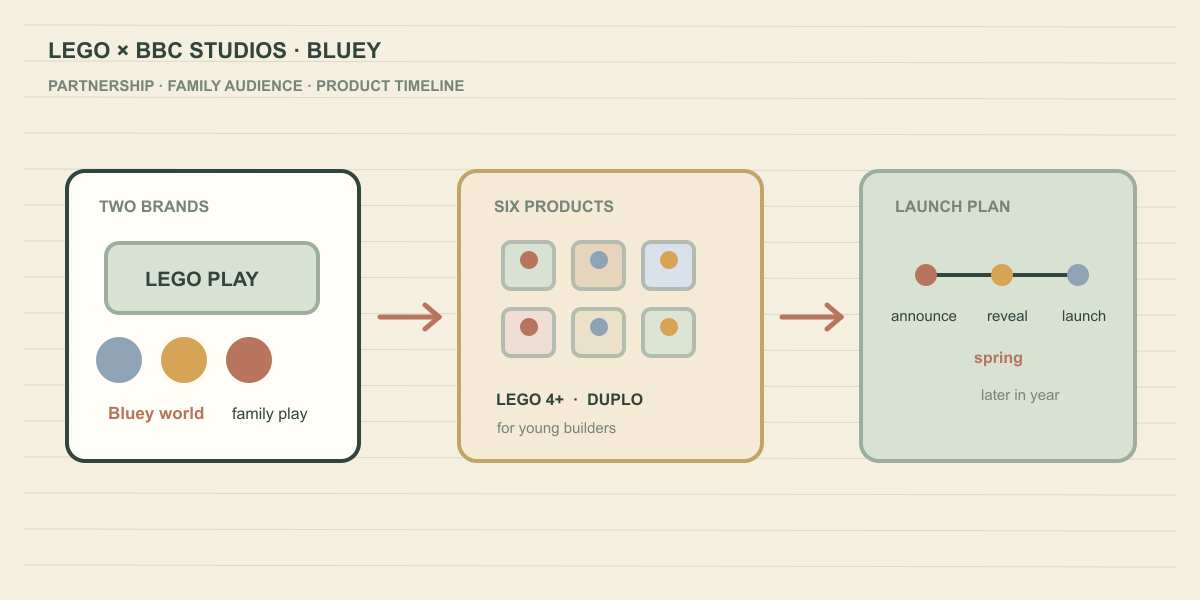 LEGO × BBC STUDIOS · BLUEY
PARTNERSHIP · FAMILY AUDIENCE · PRODUCT TIMELINE
TWO BRANDS
LEGO PLAY
Bluey world family play
SIX PRODUCTS
LEGO 4+ · DUPLO
for young builders
LAUNCH PLAN
announce reveal launch
spring
later in year